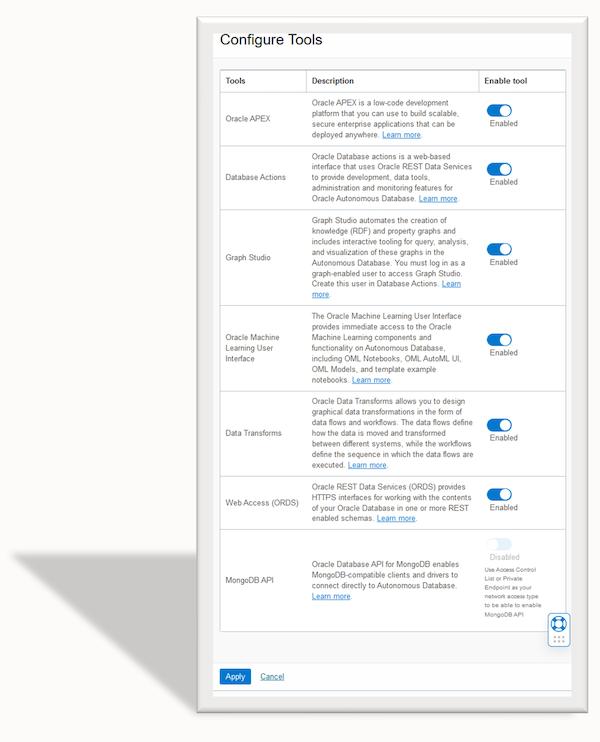 Configure Tools
Tools Description Enable tool
Oracle APEX
Oracle APEX is a low-code development
platform that you can use to build scalable,
secure enterprise applications that can be
deployed anywhere. Learn more.
Enabled
Database Actions
Oracle Database actions is a web-based
interface that uses Oracle REST Data Services
to provide development, data tools,
administration and monitoring features for
Oracle Autonomous Database. Learn more.
Enabled
Graph Studio
Graph Studio automates the creation of
knowledge (RDF) and property graphs and
includes interactive tooling for query, analysis,
and visualization of these graphs in the
Autonomous Database. You must log in as a
graph-enabled user to access Graph Studio.
Create this user in Database Actions. Learn
more.
Enabled
Oracle Machine
Learning User
Interface
The Oracle Machine Learning User Interface
provides immediate access to the Oracle
Machine Learning components and
functionality on Autonomous Database,
including OML Notebooks, OML AutoML UI,
OML Models, and template example
notebooks. Learn more.
Enabled
Data Transforms
Oracle Data Transforms allows you to design
graphical data transformations in the form of
data flows and workflows. The data flows define
how the data is moved and transformed
between different systems, while the workflows
define the sequence in which the data flows are
executed. Learn more.
Enabled
Web Access (ORDS)
Oracle REST Data Services (ORDS) provides
HTTPS interfaces for working with the contents
of your Oracle Database in one or more REST
enabled schemas. Learn more.
Enabled
MongoDB API
Oracle Database API for MongoDB enables
MongoDB-compatible clients and drivers to
connect directly to Autonomous Database.
Learn more.
Disabled
Use Access Control
List or Private
Endpoint as your
network access type
to be able to enable
MongoDB API
Apply Cancel